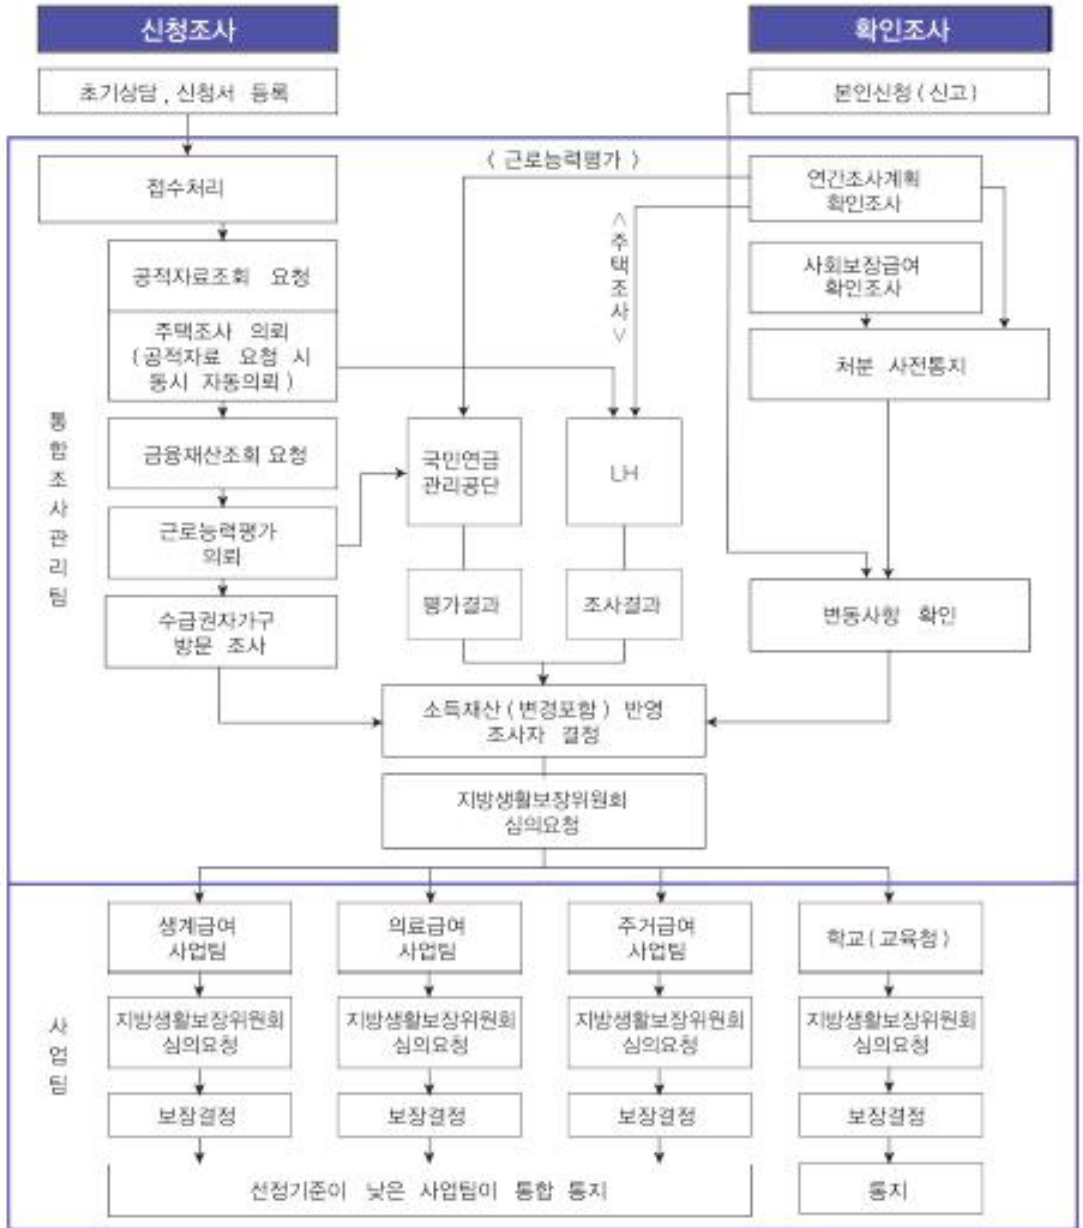 신청조사
확인조사
초기상담, 신청서 등록
본인신청(신고)
접수처리
< 근로능력평가 >
연간조사계획
확인조사
<주택조사>
공적자료조회 요청
사회보장급여
확인조사
주택조사 의뢰
(공적자료 요청 시
동시 자동의뢰)
처분 사전통지
통합조사관리팀
금융재산조회 요청
국민연금
관리공단
LH
근로능력평가
의뢰
평가결과
조사결과
변동사항 확인
수급권자가구
방문 조사
소득재산(변경포함) 반영
조사자 결정
지방생활보장위원회
심의요청
사업팀
생계급여
사업팀
의료급여
사업팀
주거급여
사업팀
학교(교육청)
지방생활보장위원회
심의요청
지방생활보장위원회
심의요청
지방생활보장위원회
심의요청
지방생활보장위원회
심의요청
보장결정
보장결정
보장결정
보장결정
선정기준이 낮은 사업팀이 통합 통지
통지